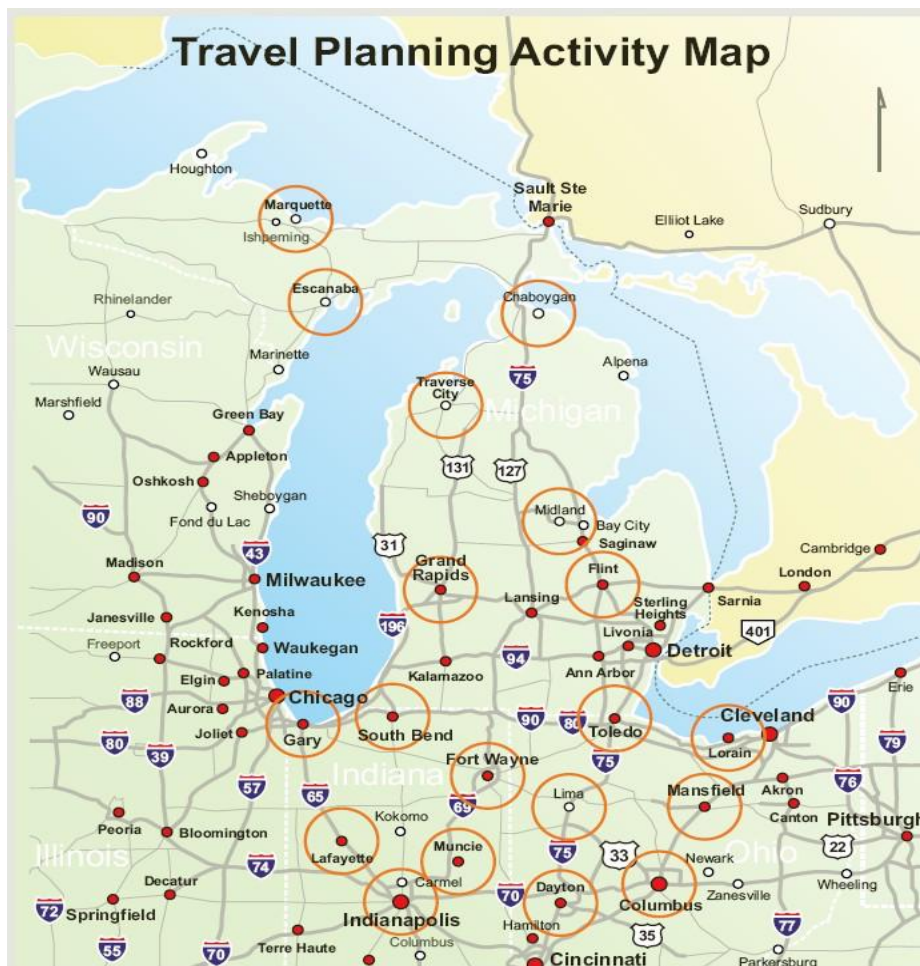 Travel Planning Activity Map
Houghton
Marquette
Ishpeming
Sault Ste
Marie
Elliiot Lake
Sudbury
Escanaba
Chaboygan
Rhinelander
Wisconsin
Marinette
Wausau
Alpena
75
Traverse
City
Michigan
Marshfield
Green Bay
Appleton
131
127
Oshkosh
Sheboygan
Fond du Lac
90
Midland
Bay City
Saginaw
31
43
Cambridge
Madison
Milwaukee
Grand
Rapids
Flint
London
Lansing
Sarnia
Sterling
Heights
Janesville
Kenosha
196
401
Livonia
Freeport
Rockford
Waukegan
Detroit
94
Ann Arbor
Kalamazoo
Palatine
Elgin
Erie
Chicago
88
90
Aurora
90
80
Cleveland
80
Joliet
Gary
South Bend
Toledo
Lorain
79
39
Fort Wayne
75
Indiana
57
65
76
Mansfield
Akron
69
Lima
Canton
Kokomo
Peoria
Bloomington
Pittsburgh
Illinois
Lafayette
Muncie
75
33
Ohio
22
74
Newark
Decatur
Carmel
70
Dayton
Columbus
Zanesville
Wheeling
72
Springfield
Indianapolis
Hamilton
77
Terre Haute
Columbus
35
55
70
Cincinnati
Parkersburg